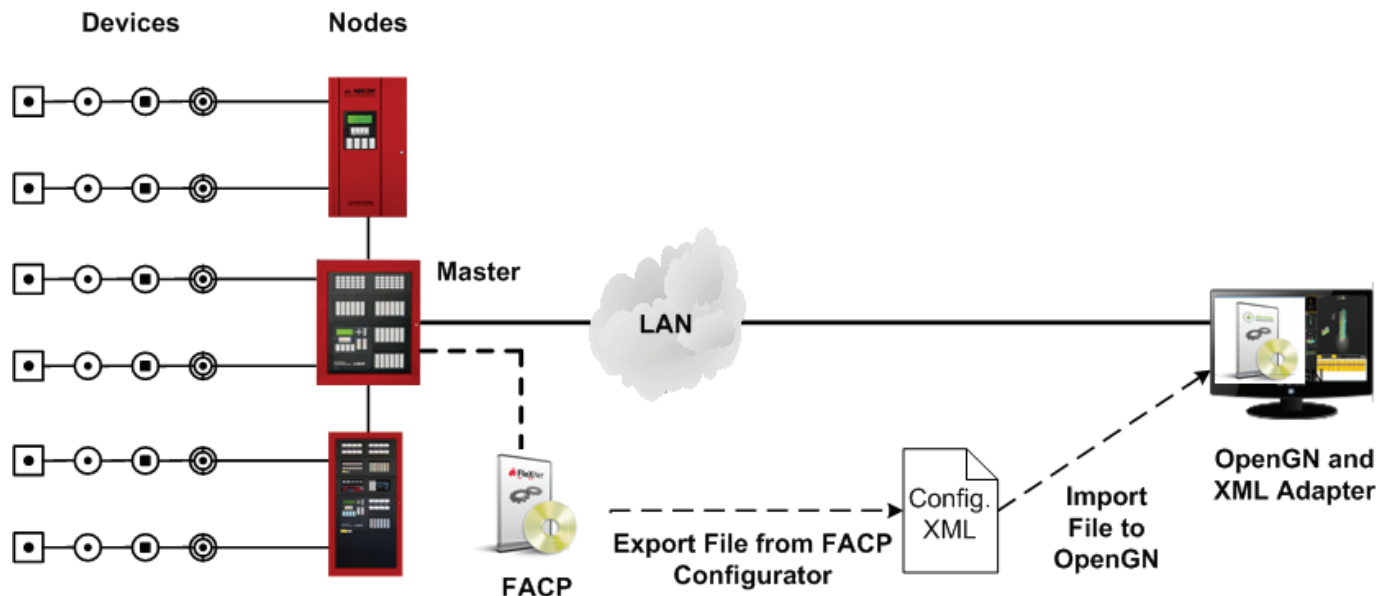 Devices
Nodes
Master
LAN
FleXNet
FACP
Export File from FACP
Configurator
Config.
XML
Import
File to
OpenGN
OpenGN and
XML Adapter